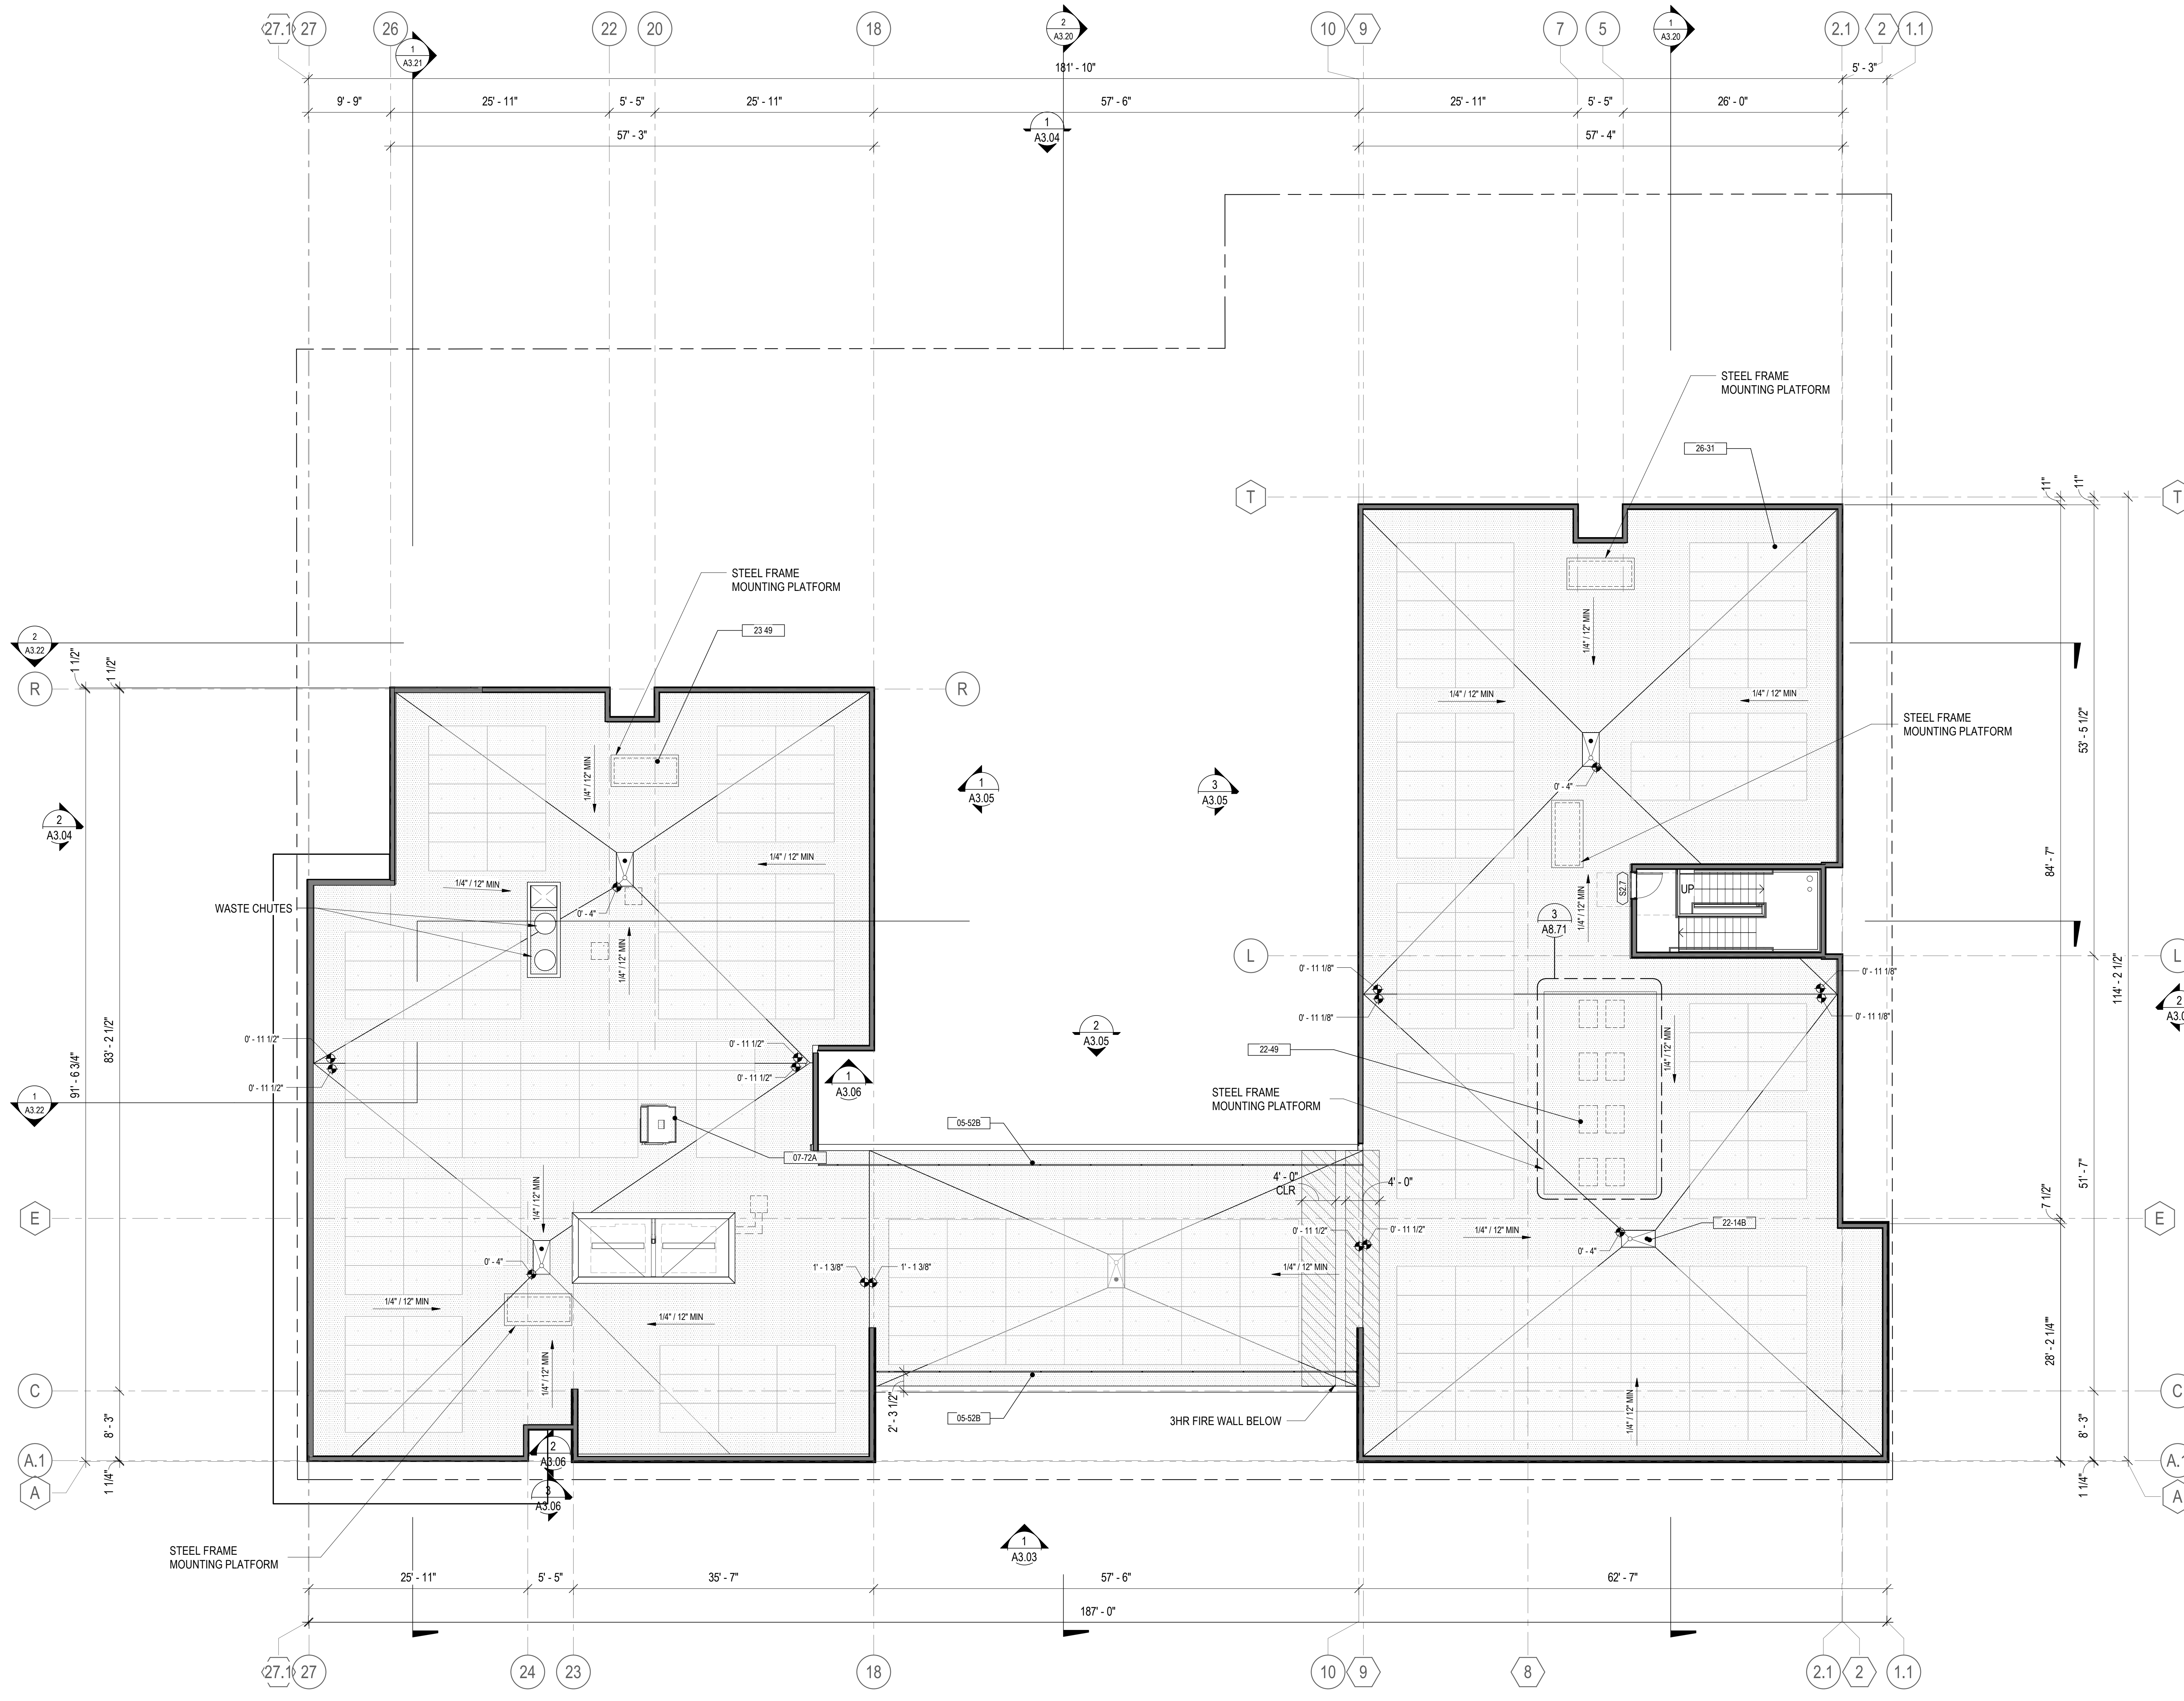 27.1
27
26
22
20
18
10
9
7
5
2.1
2
1.1
1
A3.21
2
A3.20
1
A3.20
181' - 10"
5' - 3"
9' - 9"
25' - 11"
5' - 5"
25' - 11"
57' - 6"
25' - 11"
5' - 5"
26' - 0"
57' - 3"
1
A3.04
57' - 4"
STEEL FRAME
MOUNTING PLATFORM
26-31
T
T
11"
11"
STEEL FRAME
MOUNTING PLATFORM
23 49
2
A3.22
1 1/2"
1 1/2"
R
R
1/4" / 12" MIN
1/4" / 12" MIN
1/4" / 12" MIN
1/4" / 12" MIN
STEEL FRAME
MOUNTING PLATFORM
53' - 5 1/2"
1
A3.05
3
A3.05
0' - 4"
2
A3.04
1/4" / 12" MIN
1/4" / 12" MIN
84' - 7"
UP
S2.7
WASTE CHUTES
0' - 4"
1/4" / 12" MIN
3
A8.71
1/4" / 12" MIN
L
L
0' - 11 1/8"
0' - 11 1/8"
0' - 11 1/8"
0' - 11 1/8"
114' - 2 1/2"
2
A3.0
2
A3.05
0' - 11 1/2"
0' - 11 1/2"
0' - 11 1/2"
0' - 11 1/2"
83' - 2 1/2"
91' - 6 3/4"
22-49
1/4" / 12" MIN
1
A3.06
1
A3.22
STEEL FRAME
MOUNTING PLATFORM
05-52B
07-72A
51' - 7"
4' - 0"
CLR
4' - 0"
1/4" / 12" MIN
7 1/2"
E
E
0' - 11 1/2"
0' - 11 1/2"
1/4" / 12" MIN
22-14B
0' - 4"
0' - 4"
1' - 1 3/8"
1' - 1 3/8"
1/4" / 12" MIN
1/4" / 12" MIN
1/4" / 12" MIN
1/4" / 12" MIN
28' - 2 1/4"
C
C
2' - 3 1/2"
05-52B
3HR FIRE WALL BELOW
1/4" / 12" MIN
8' - 3"
8' - 3"
2
A3.06
A.1
A.1
1 1/4"
1 1/4"
A
A
3
A3.06
1
A3.03
STEEL FRAME
MOUNTING PLATFORM
25' - 11"
5' - 5"
35' - 7"
57' - 6"
62' - 7"
187' - 0"
27.1
27
24
23
18
10
9
8
2.1
2
1.1